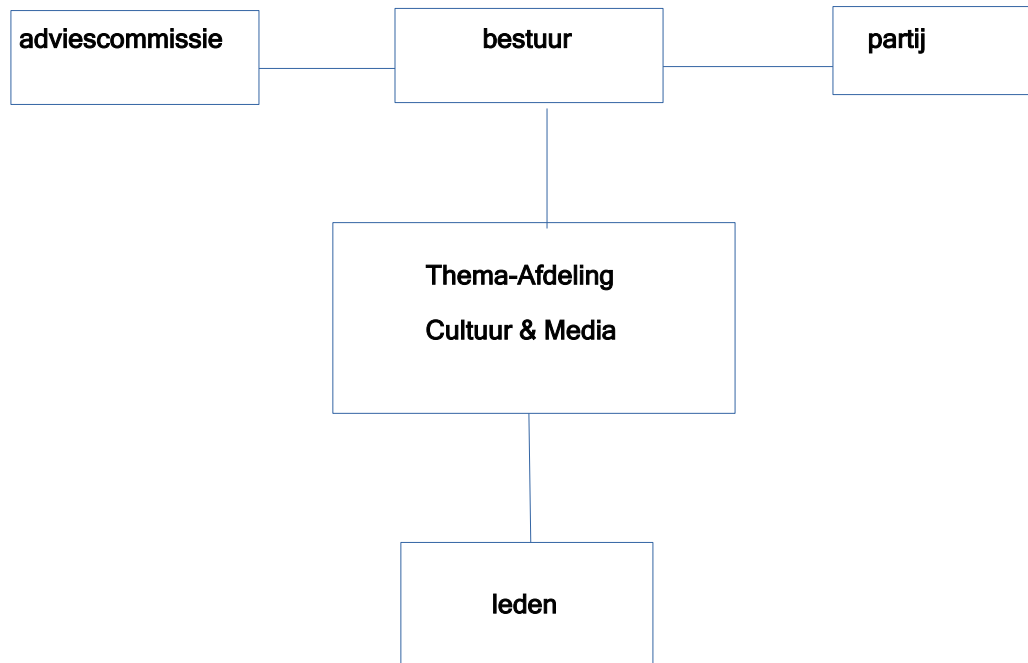 adviescommissie
bestuur
partij
Thema-Afdeling
Cultuur & Media
leden